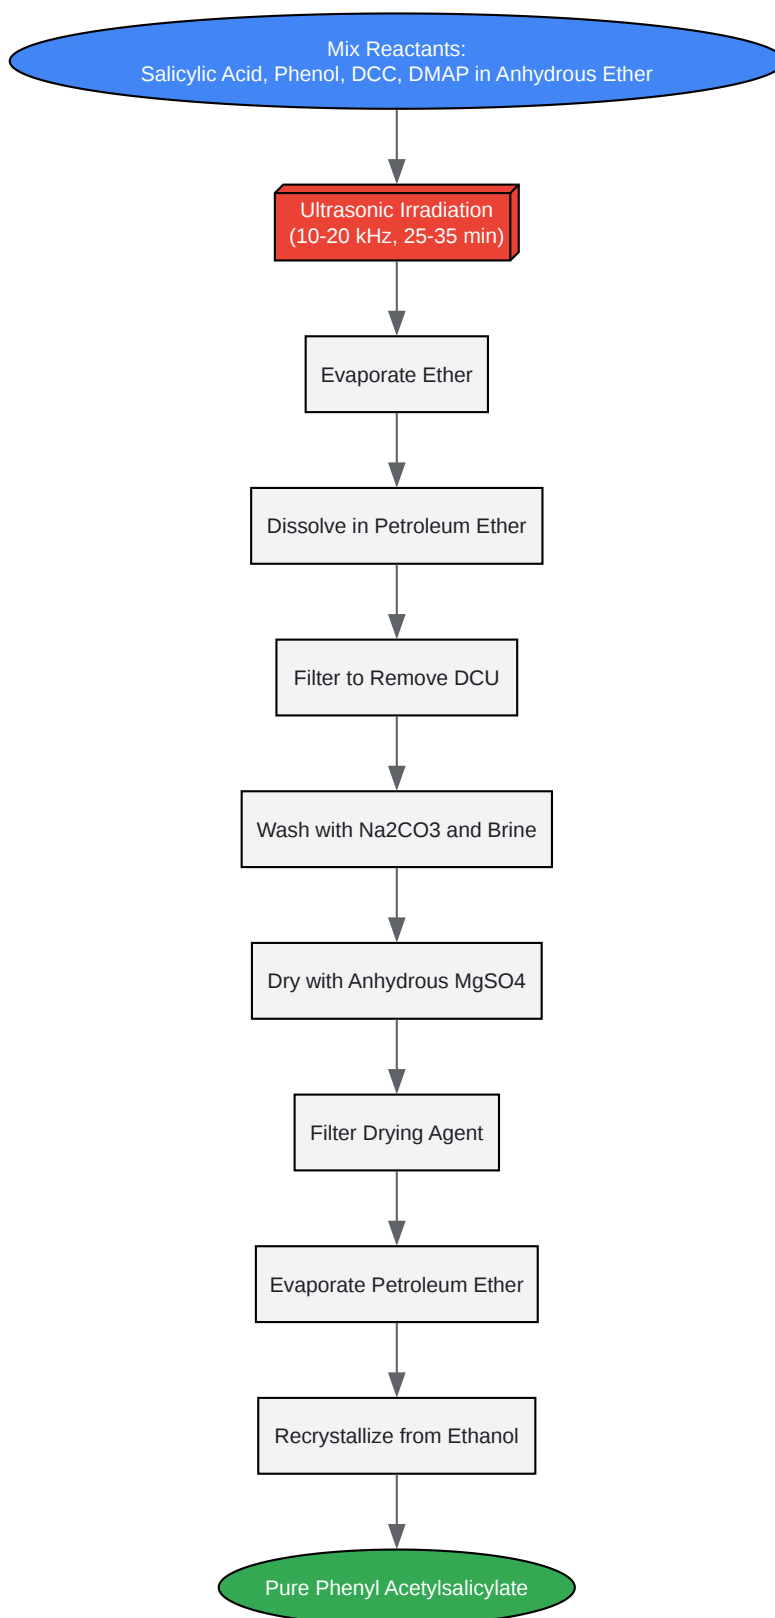 Mix Reactants:
Salicylic Acid, Phenol, DCC, DMAP in Anhydrous Ether
Ultrasonic Irradiation
(10-20 kHz, 25-35 min)
Evaporate Ether
Dissolve in Petroleum Ether
Filter to Remove DCU
Wash with Na2CO3 and Brine
Dry with Anhydrous MgSO4
Filter Drying Agent
Evaporate Petroleum Ether
Recrystallize from Ethanol
Pure Phenyl Acetylsalicylate